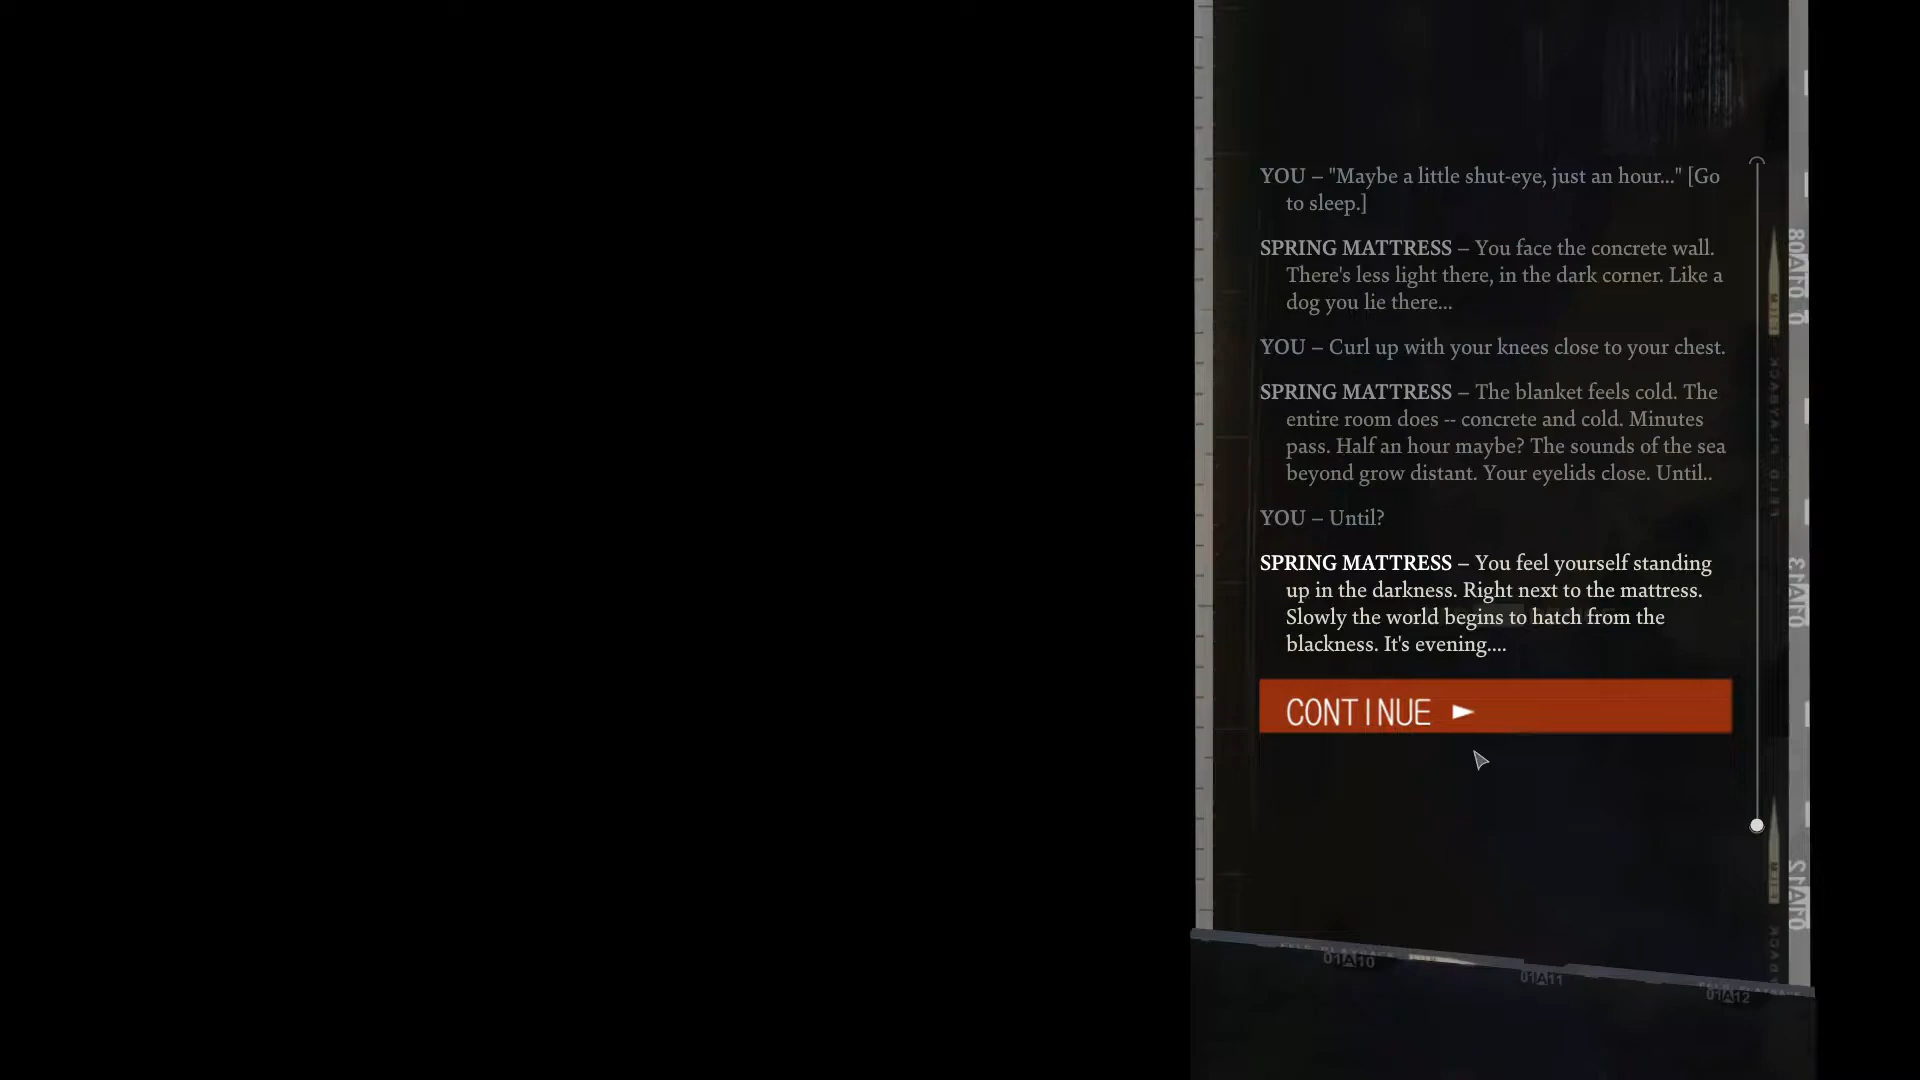 YOU – "Maybe a little shut-eye, just an hour..." [Go
to sleep.]
SPRING MATTRESS – You face the concrete wall.
There's less light there, in the dark corner. Like a
dog you lie there...
YOU – Curl up with your knees close to your chest.
SPRING MATTRESS – The blanket feels cold. The
entire room does -- concrete and cold. Minutes
pass. Half an hour maybe? The sounds of the sea
beyond grow distant. Your eyelids close. Until..
YOU – Until?
SPRING MATTRESS – You feel yourself standing
up in the darkness. Right next to the mattress.
Slowly the world begins to hatch from the
blackness. It's evening....
CONTINUE
01A10
01A11
01A12